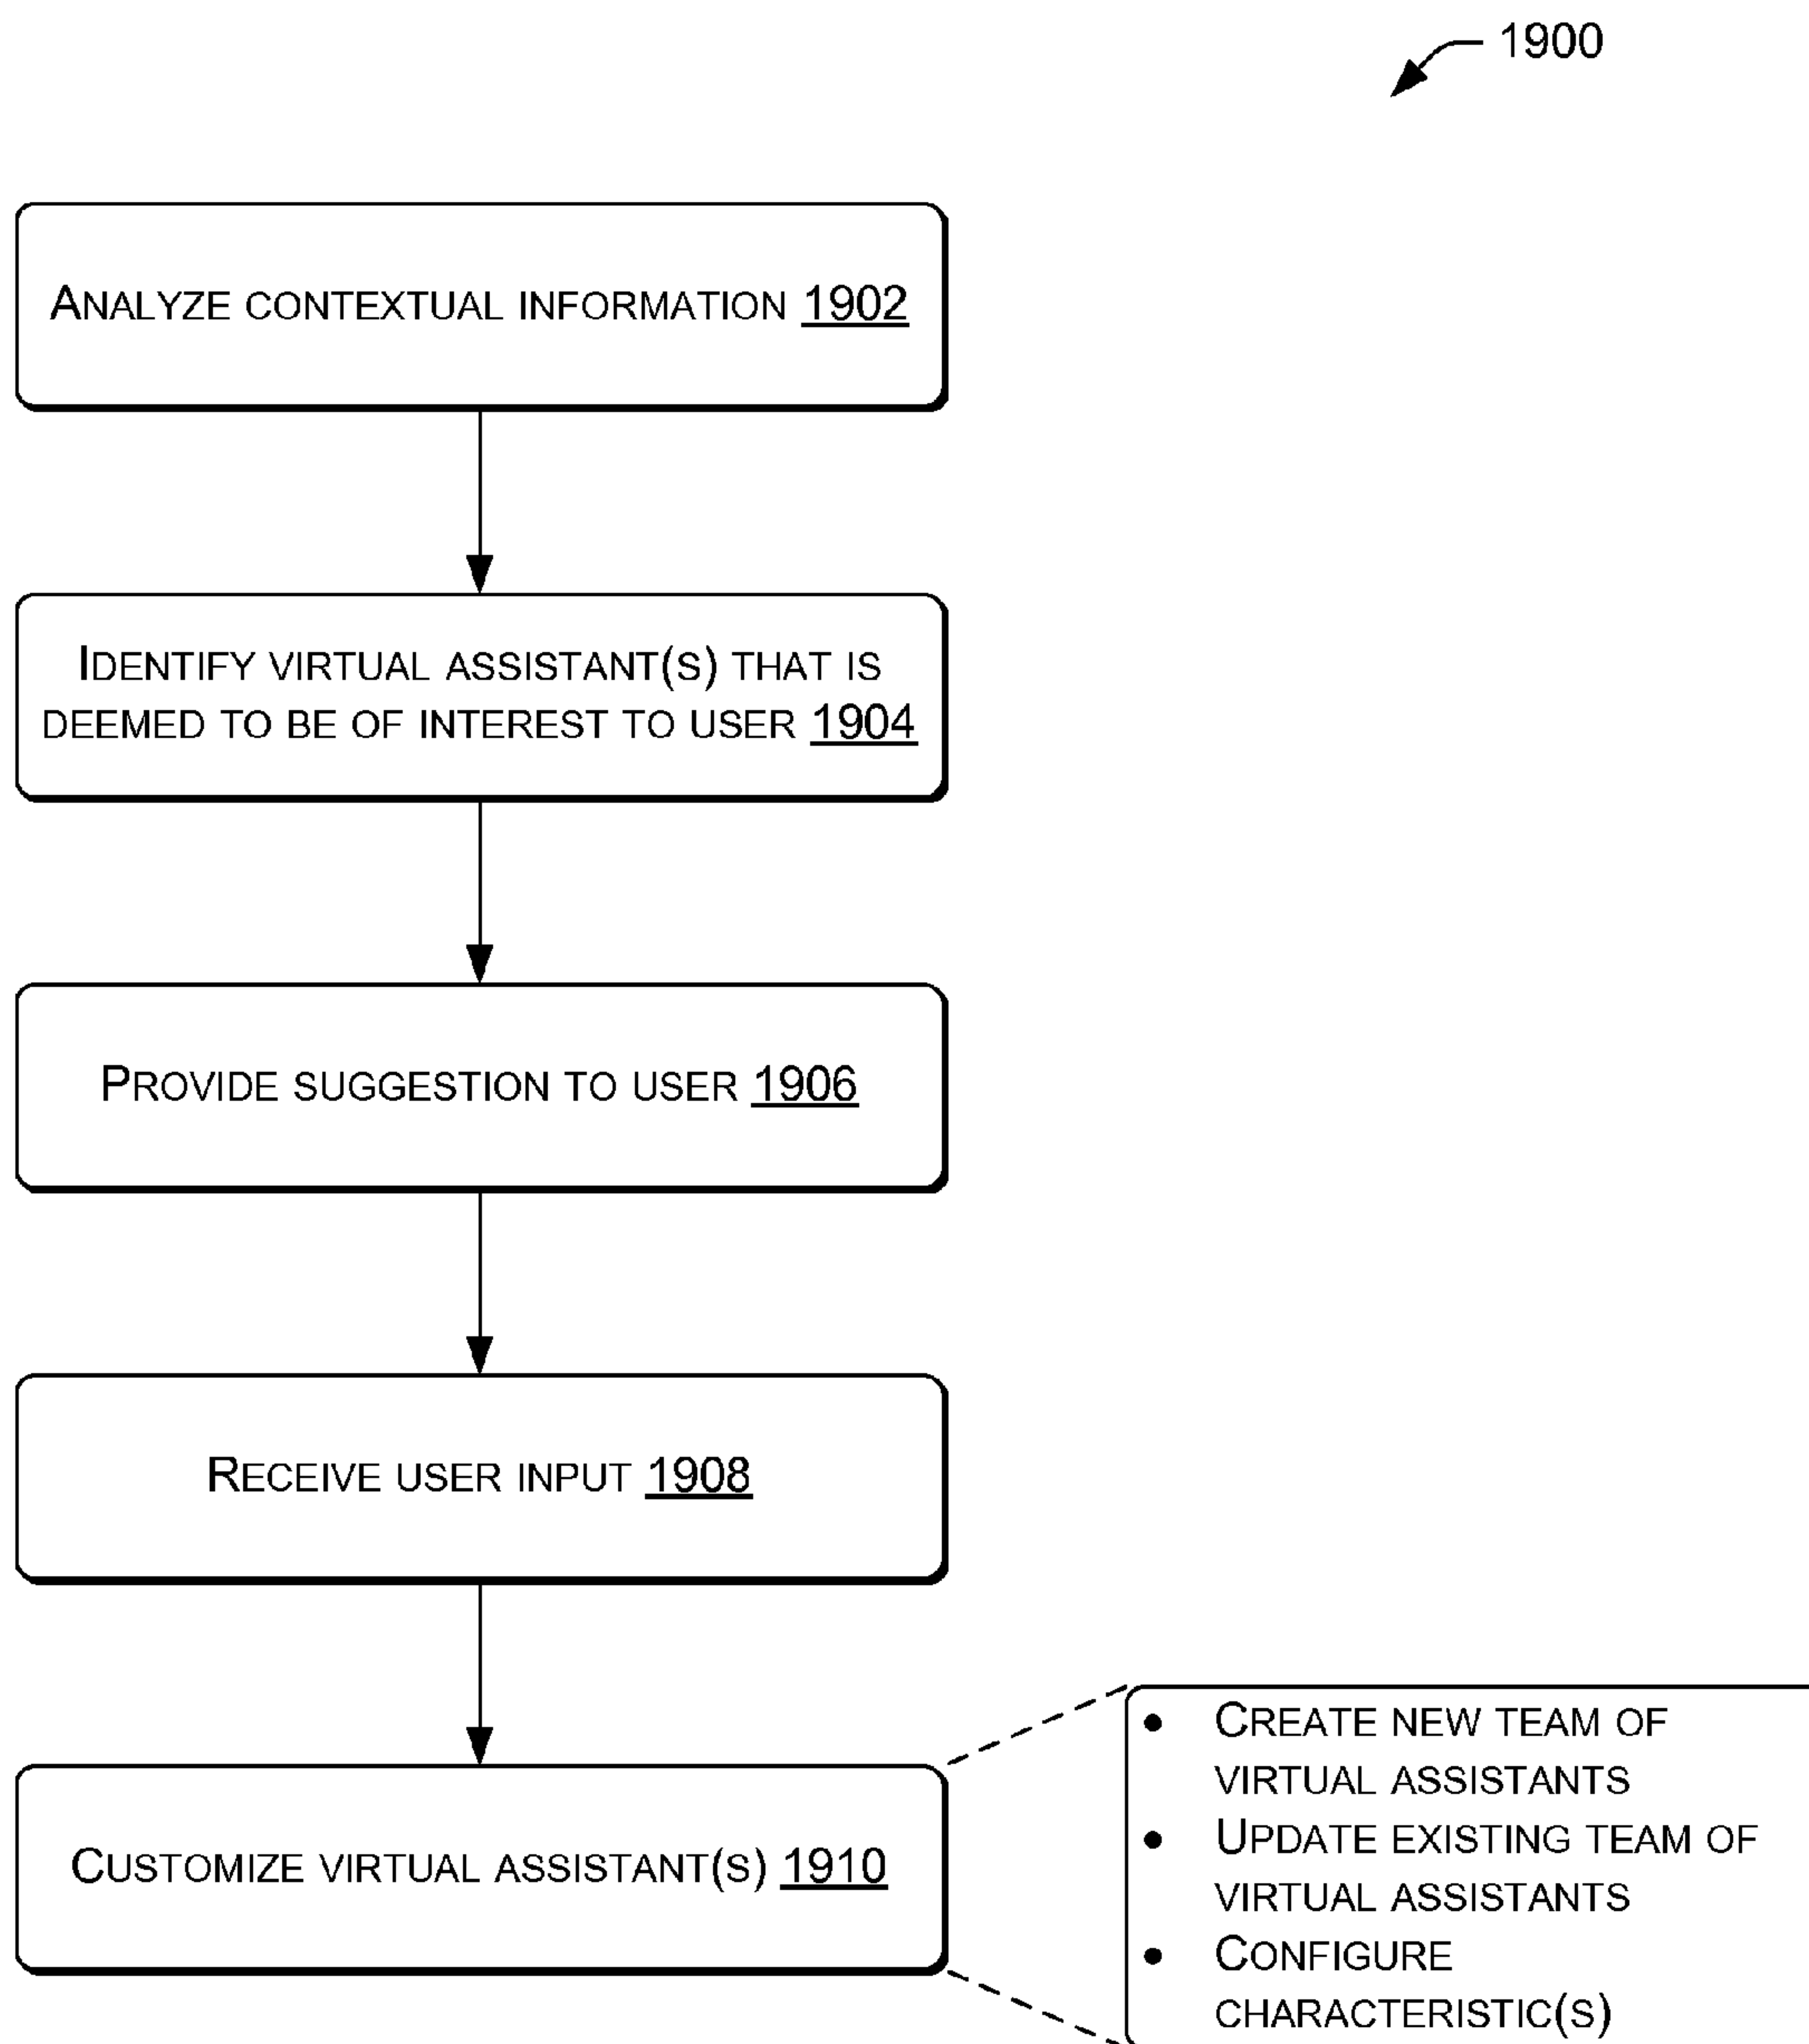 1900
ANALYZE CONTEXTUAL INFORMATION 1902
IDENTIFY VIRTUAL ASSISTANT(S) THAT IS
DEEMED TO BE OF INTEREST TO USER 1904
PROVIDE SUGGESTION TO USER 1906
RECEIVE USER INPUT 1908
CUSTOMIZE VIRTUAL ASSISTANT(S) 1910
• CREATE NEW TEAM OF
VIRTUAL ASSISTANTS
• UPDATE EXISTING TEAM OF
VIRTUAL ASSISTANTS
• CONFIGURE
CHARACTERISTIC(S)